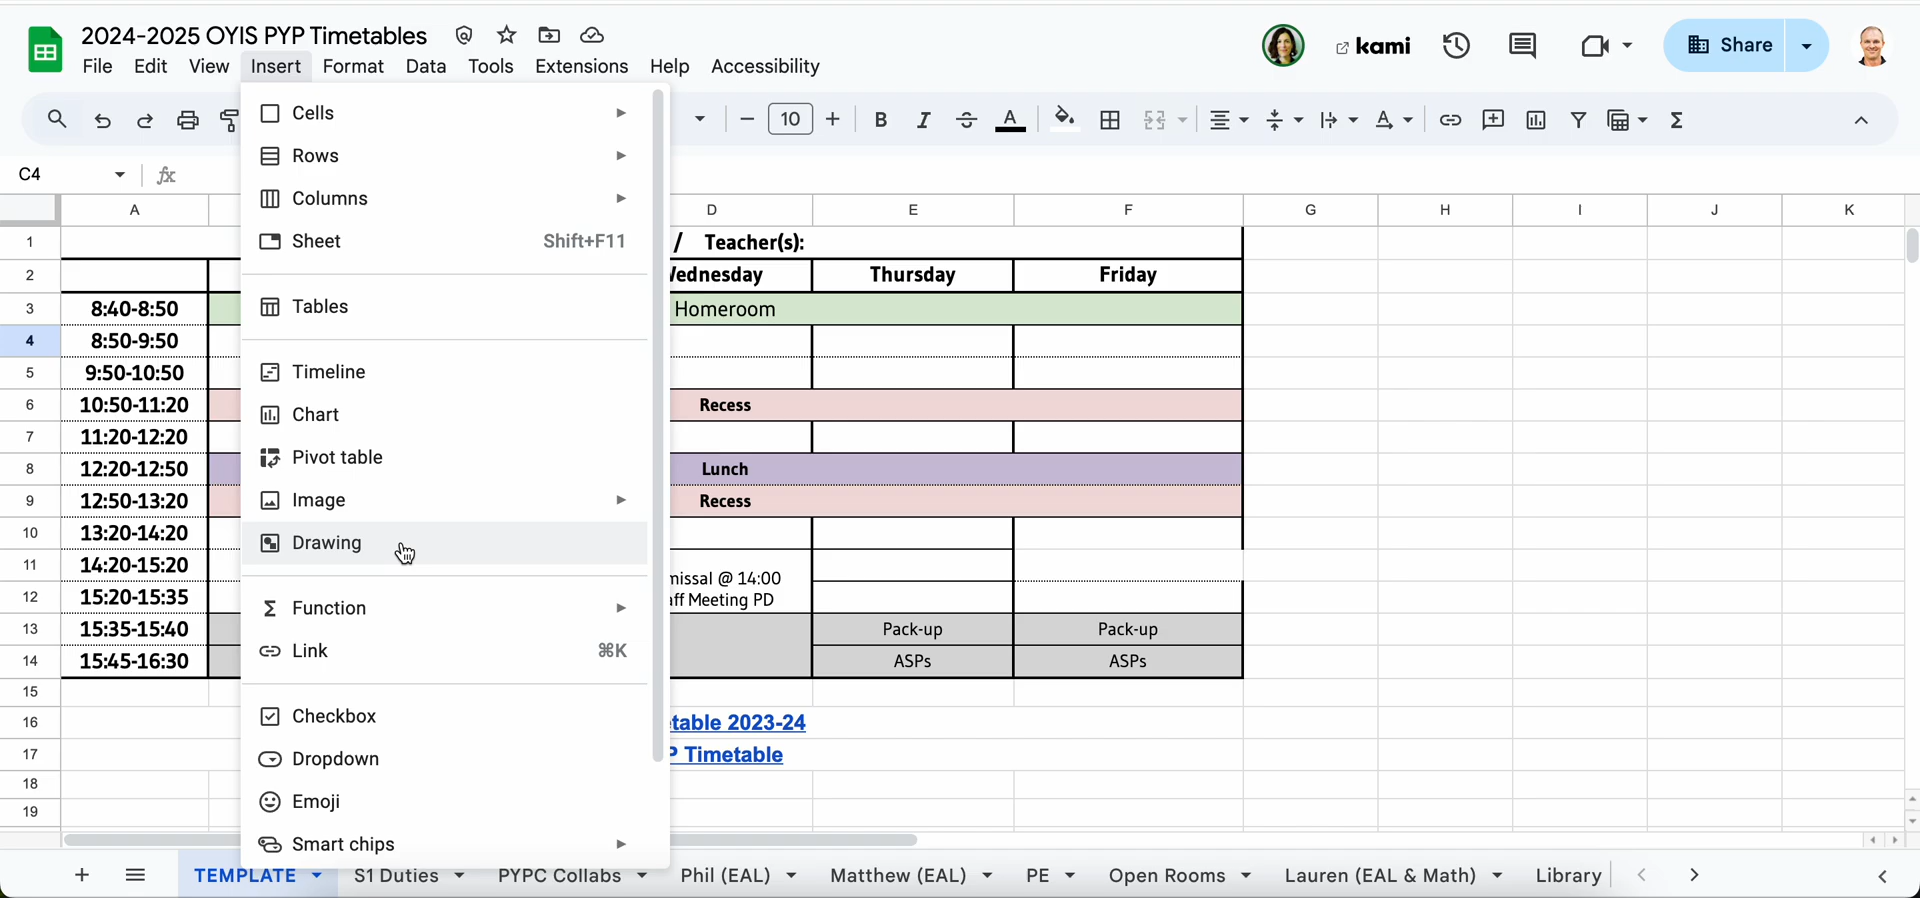 2024-2025 OYIS PYP Timetables
kami
Share
File Edit View Insert Format Data Tools Extensions Help Accessibility
10
C4
A D E F G H I J K
Cells
Rows
Columns
Sheet Shift+F11
Tables
Timeline
Chart
Pivot table
Image
Drawing
Function
Link ⌘K
Checkbox
Dropdown
Emoji
Smart chips
1 / Teacher(s):
2 Wednesday Thursday Friday
3 8:40-8:50 Homeroom
4 8:50-9:50
5 9:50-10:50
6 10:50-11:20 Recess
7 11:20-12:20
8 12:20-12:50 Lunch
9 12:50-13:20 Recess
10 13:20-14:20
11 14:20-15:20 missal @ 14:00
12 15:20-15:35 aff Meeting PD
13 15:35-15:40 Pack-up Pack-up
14 15:45-16:30 ASPs ASPs
15
16 etable 2023-24
17 P Timetable
18
19
TEMPLATE S1 Duties PYPC Collabs Phil (EAL) Matthew (EAL) PE Open Rooms Lauren (EAL & Math) Library